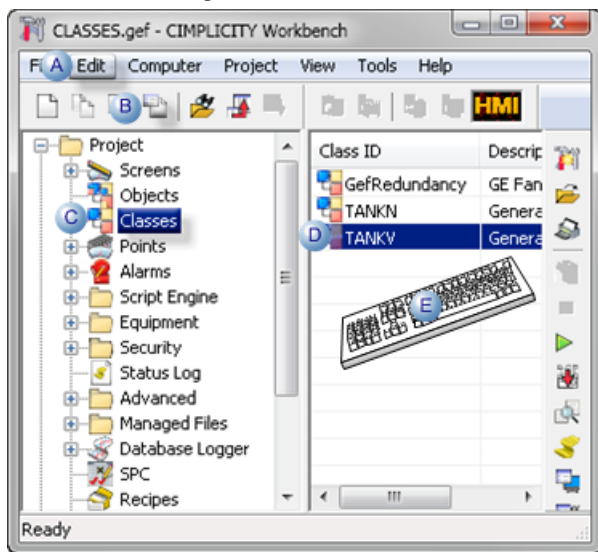 CLASSES.gef - CIMPLICITY Workbench
F A Edit Computer Project View Tools Help
B HMI
Project
Screens
Objects
C Classes
Points
Alarms
Script Engine
Equipment
Security
Status Log
Advanced
Managed Files
Database Logger
SPC
Recipes
Class ID Descrip
GefRedundancy GE Fan
TANKN Genera
D TANKV Genera
E
Ready